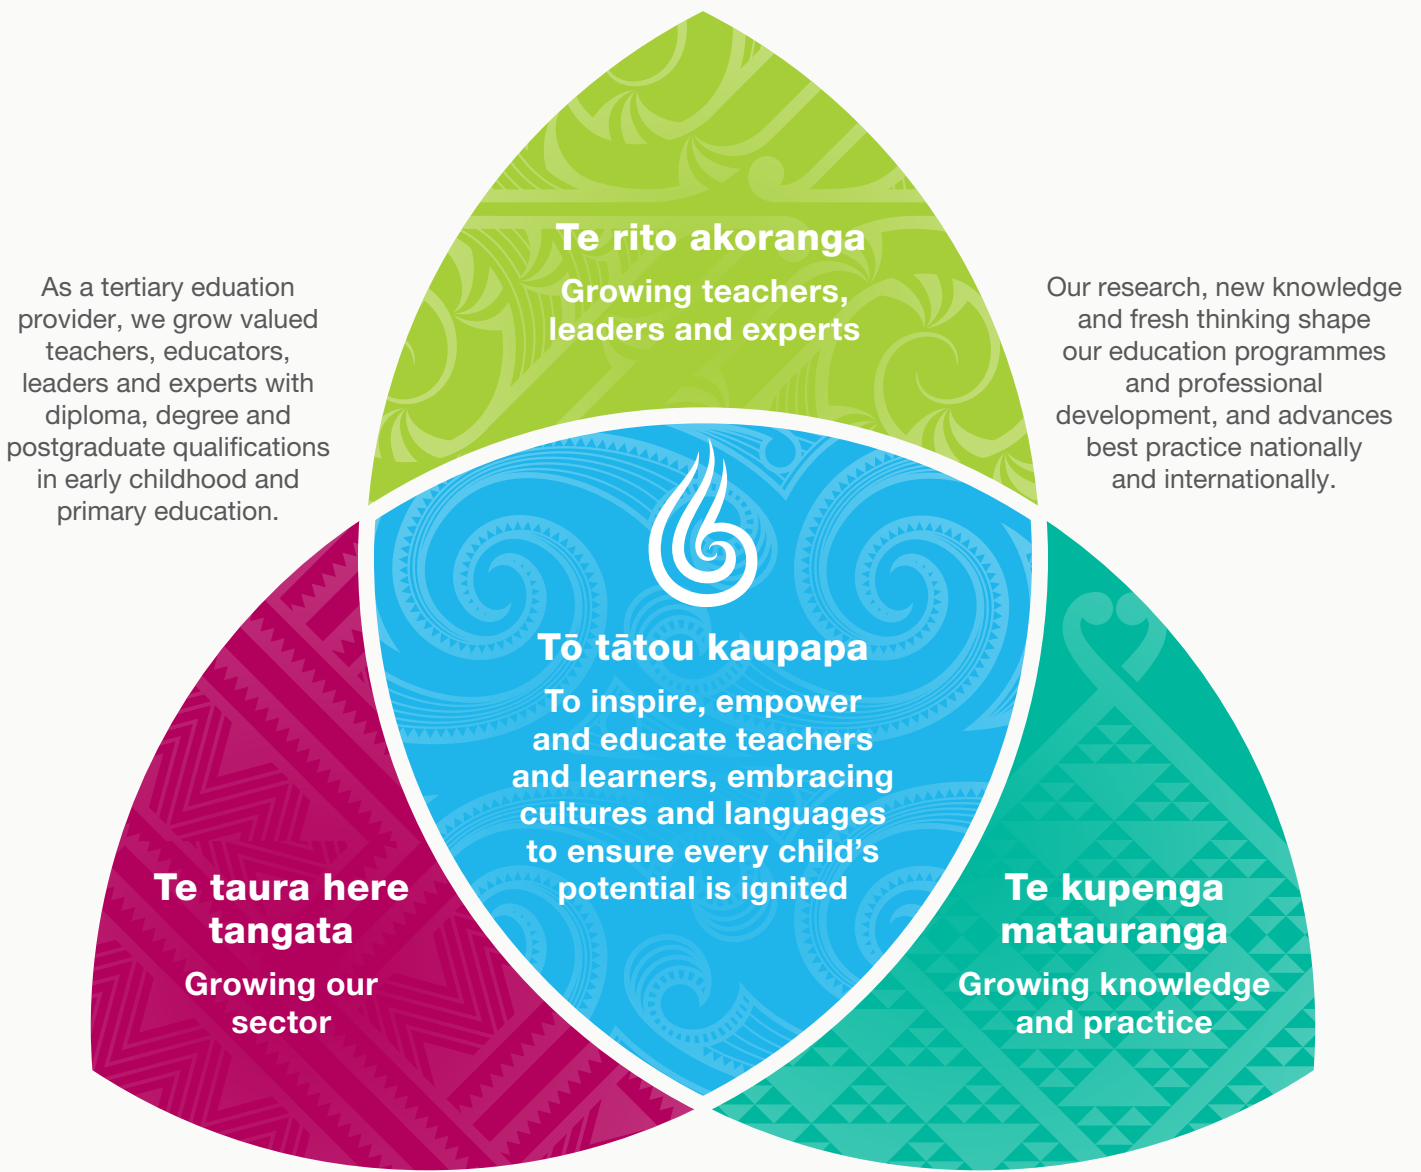 Te rito akoranga
Growing teachers,
leaders and experts
As a tertiary eduation
provider, we grow valued
teachers, educators,
leaders and experts with
diploma, degree and
postgraduate qualifications
in early childhood and
primary education.
Our research, new knowledge
and fresh thinking shape
our education programmes
and professional
development, and advances
best practice nationally
and internationally.
Tō tātou kaupapa
To inspire, empower
and educate teachers
and learners, embracing
cultures and languages
to ensure every child’s
potential is ignited
Te taura here
tangata
Growing our
sector
Te kupenga
matauranga
Growing knowledge
and practice